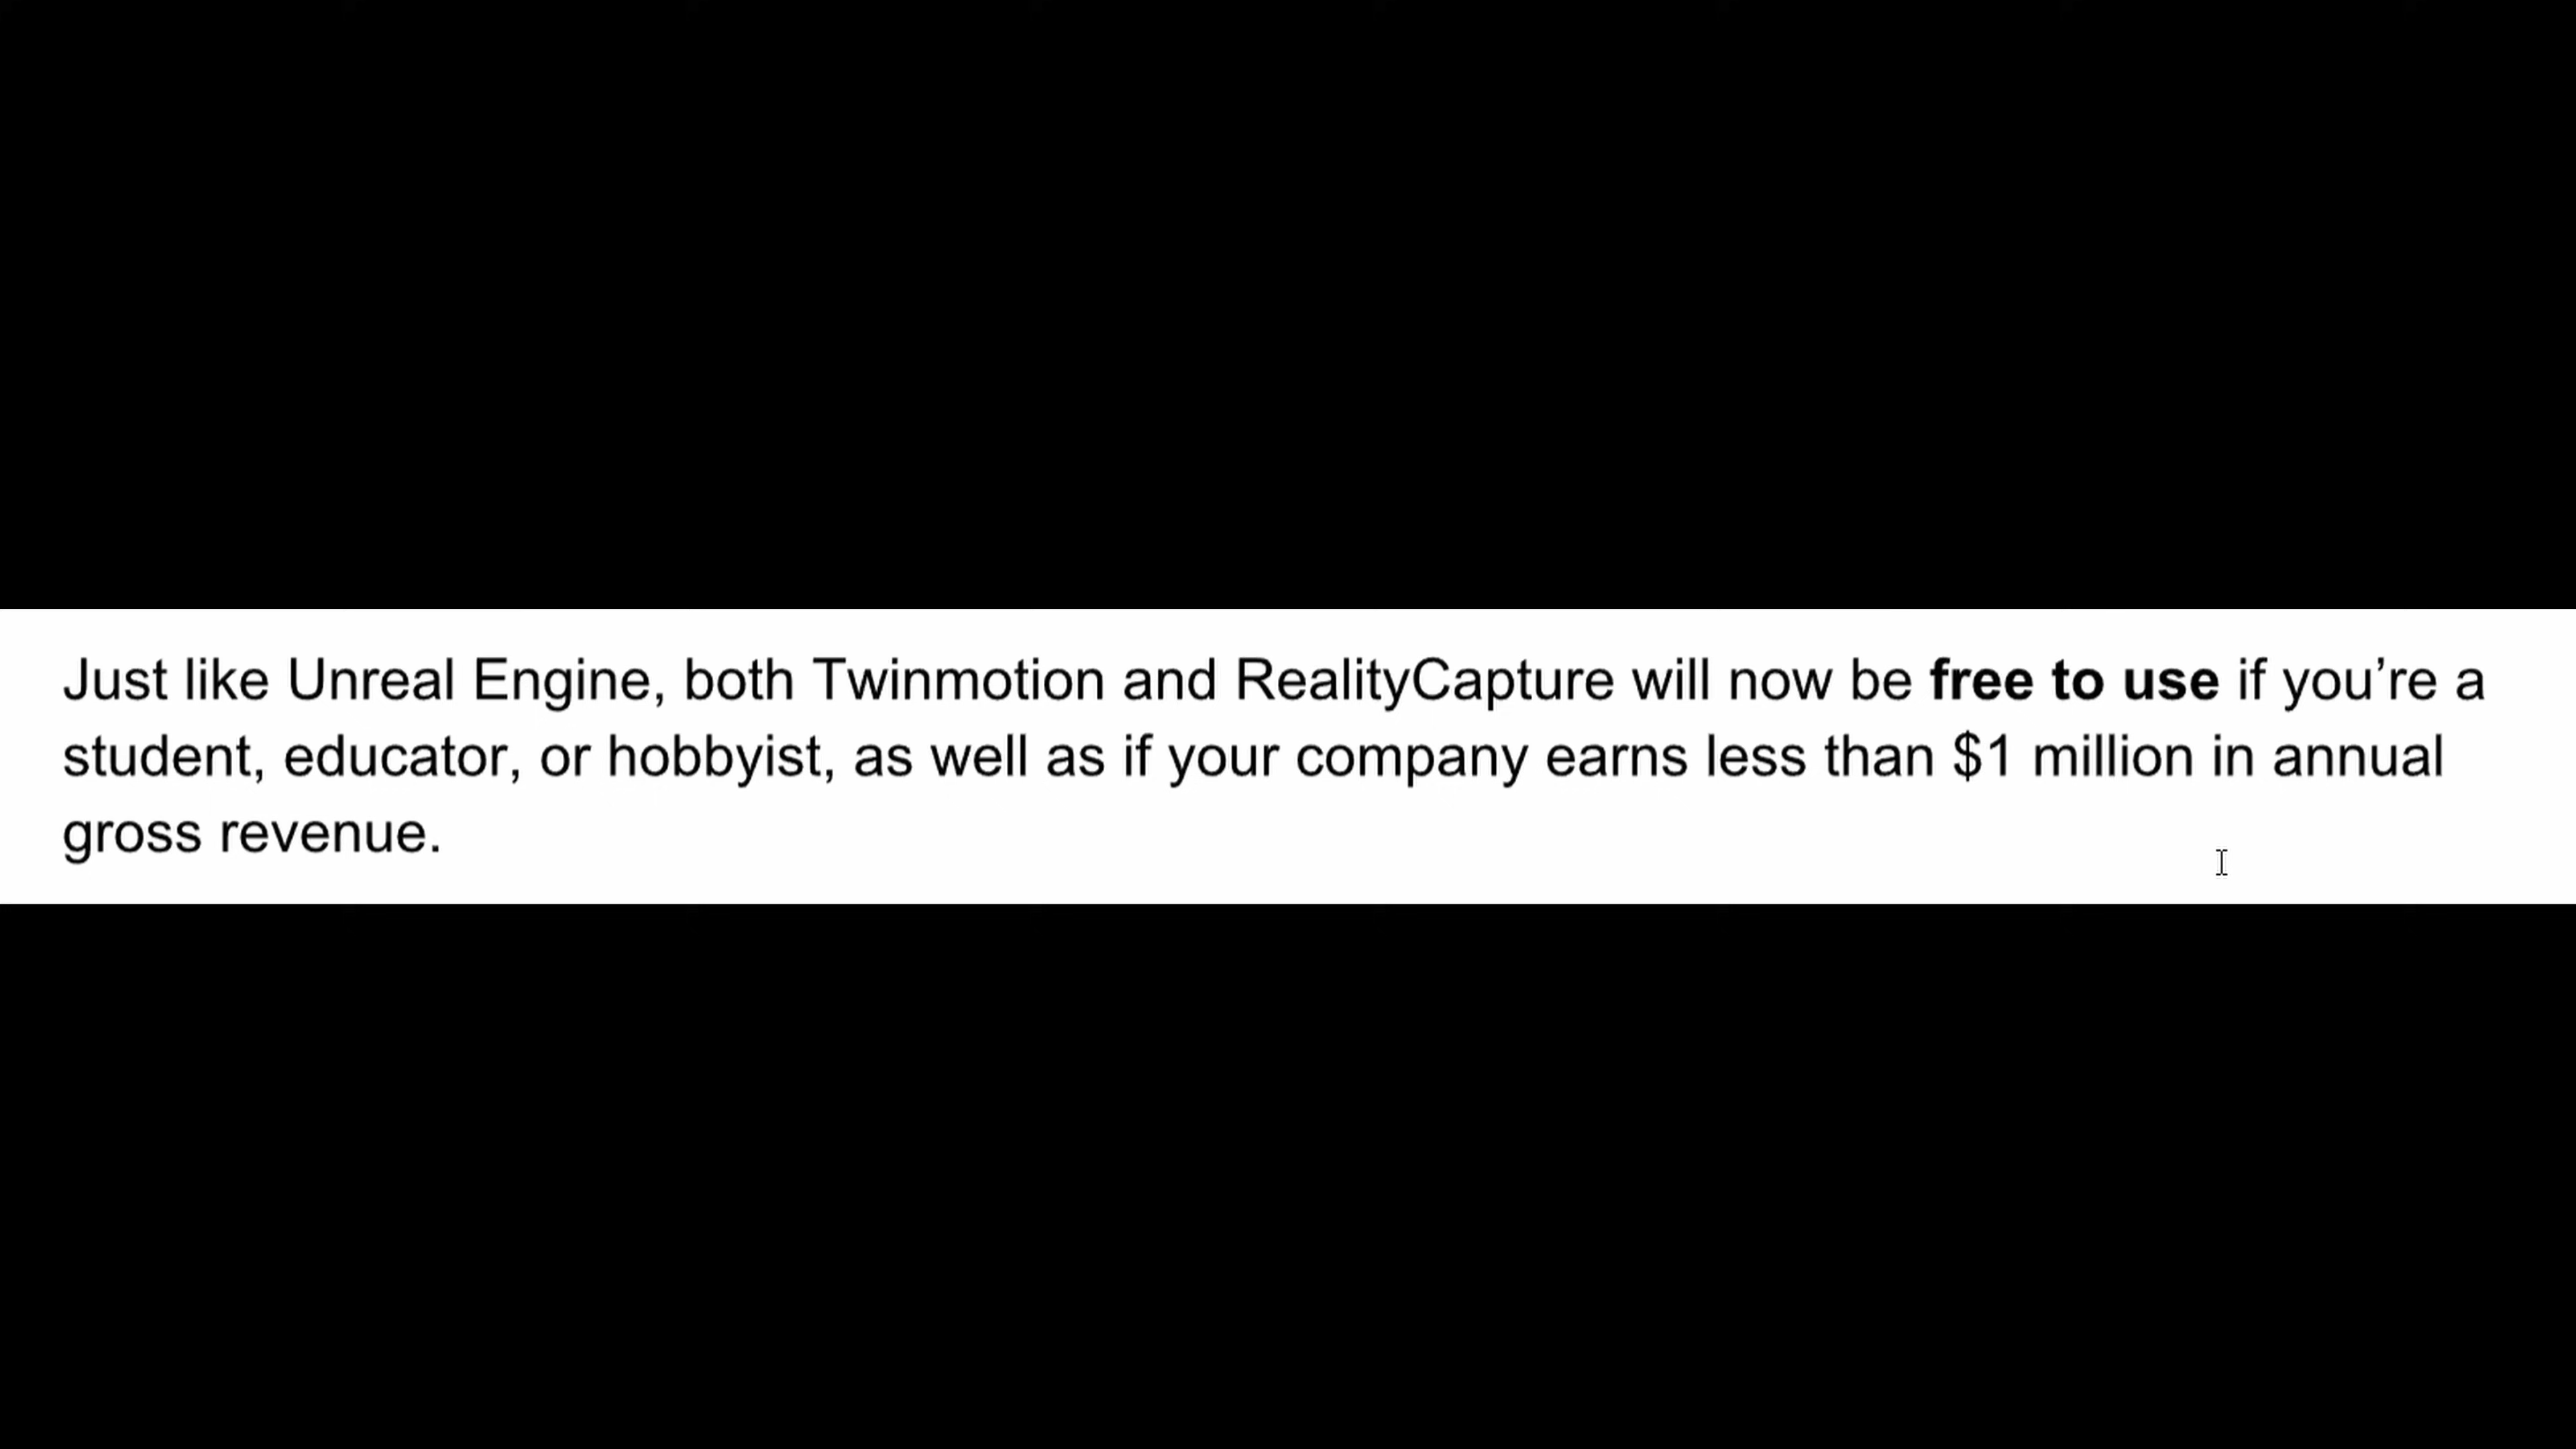 Just like Unreal Engine, both Twinmotion and RealityCapture will now be free to use if you’re a
student, educator, or hobbyist, as well as if your company earns less than $1 million in annual
gross revenue.